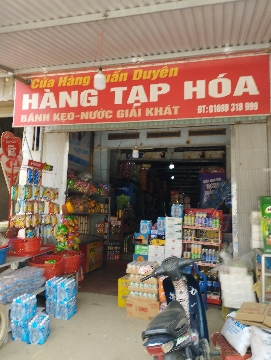 Cửa Hàng Tuấn Duyên
HÀNG TẠP HÓA
BÁNH KẸO-NƯỚC GIẢI KHÁT ĐT: 01698 318 999